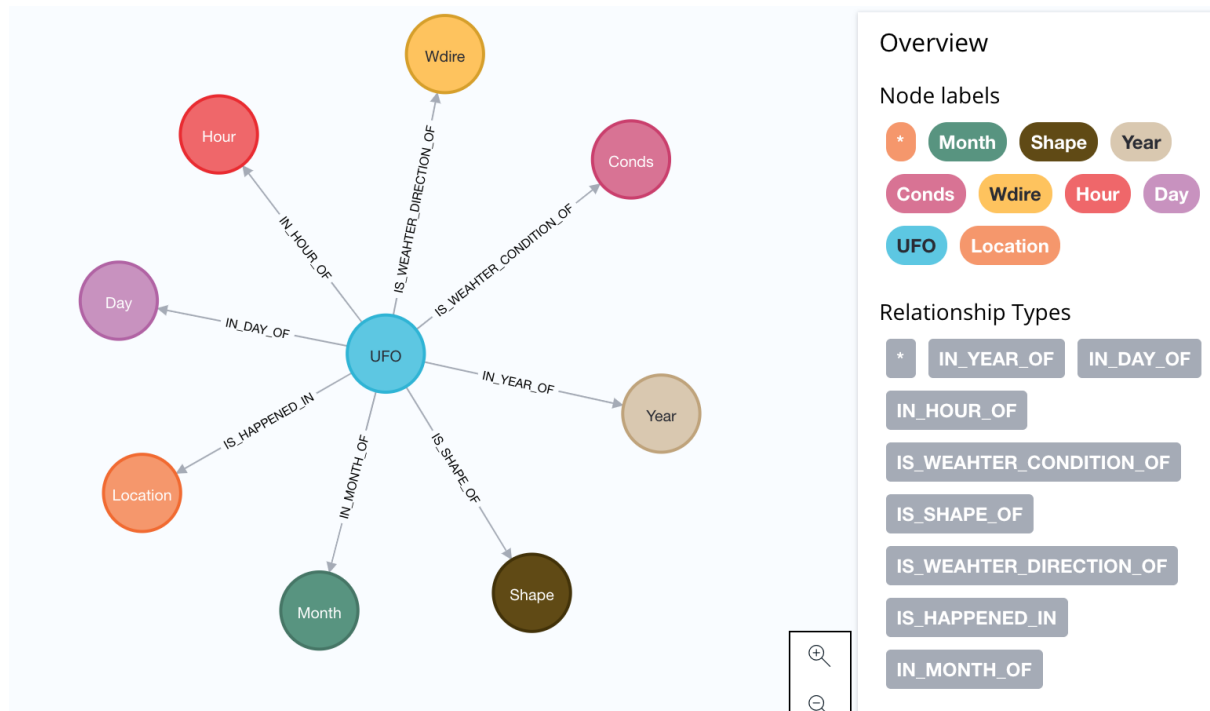 Wdire
Hour
Conds
IS_WEAHTER_DIRECTION_OF
IN_HOUR_OF
IS_WEAHTER_CONDITION_OF
Day
IN_DAY_OF
UFO
IN_YEAR_OF
Year
IS_HAPPENED_IN
IN_MONTH_OF
IS_SHAPE_OF
Location
Month
Shape
Overview
Node labels
* Month Shape Year
Conds Wdire Hour Day
UFO Location
Relationship Types
* IN_YEAR_OF IN_DAY_OF
IN_HOUR_OF
IS_WEAHTER_CONDITION_OF
IS_SHAPE_OF
IS_WEAHTER_DIRECTION_OF
IS_HAPPENED_IN
IN_MONTH_OF